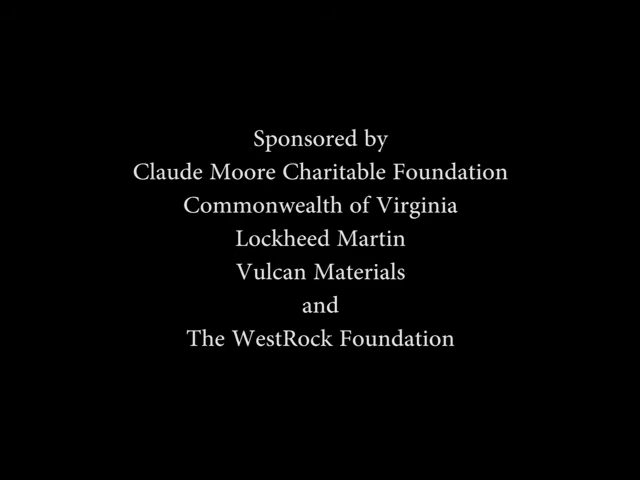 Sponsored by
Claude Moore Charitable Foundation
Commonwealth of Virginia
Lockheed Martin
Vulcan Materials
and
The WestRock Foundation